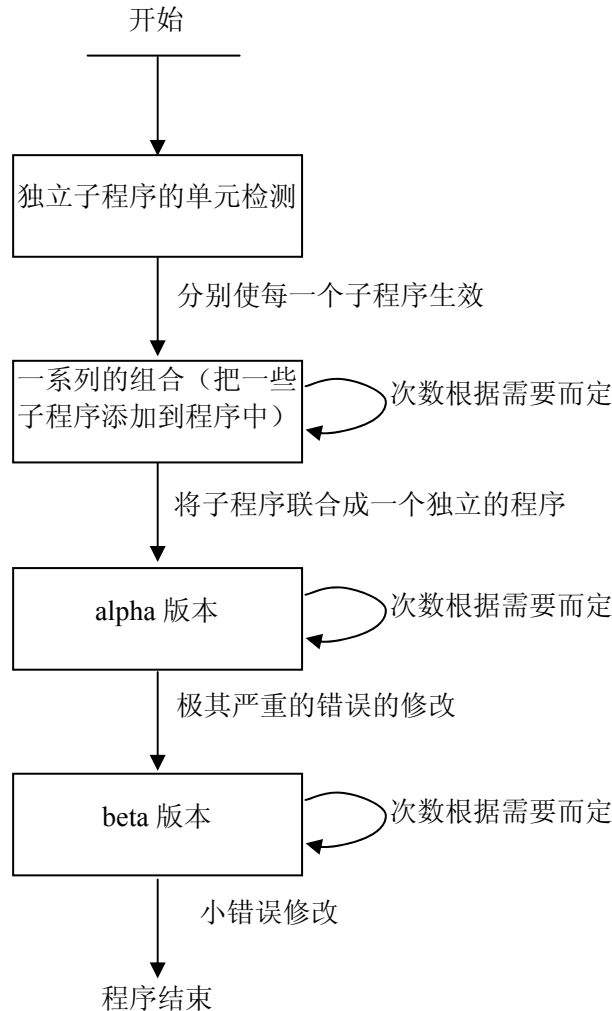 开始
独立子程序的单元检测
分别使每一个子程序生效
一系列的组合（把一些
子程序添加到程序中）
次数根据需要而定
将子程序联合成一个独立的程序
alpha 版本
次数根据需要而定
极其严重的错误的修改
beta 版本
次数根据需要而定
小错误修改
程序结束